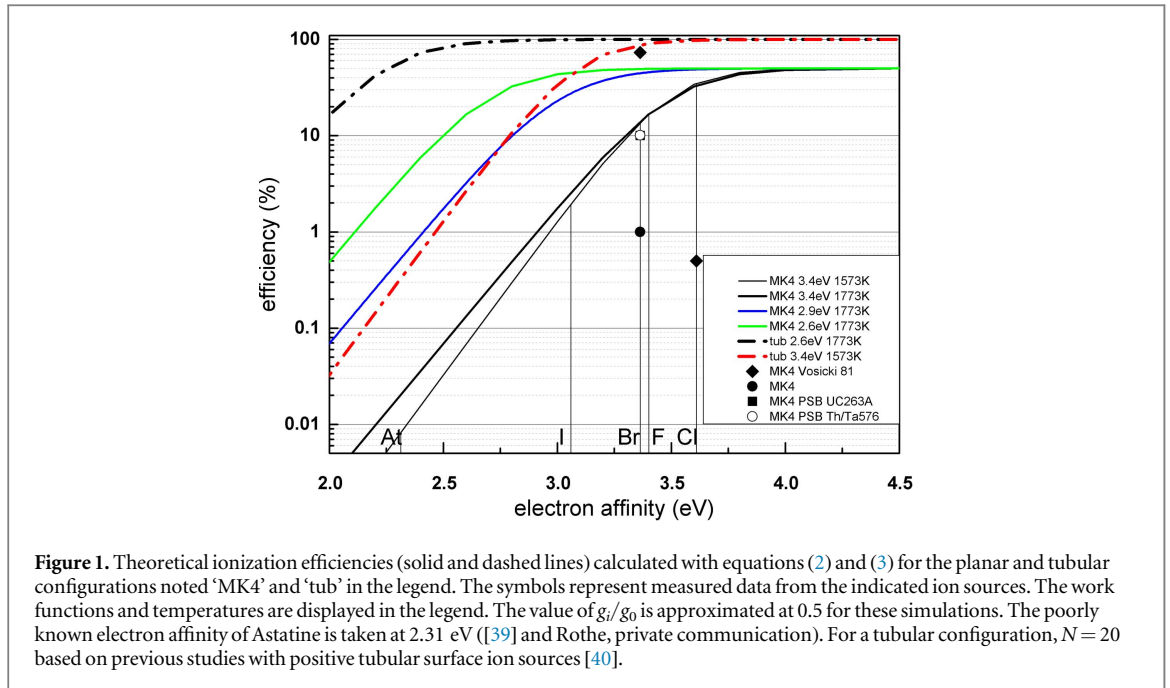 100
10
1
0.1
0.01
efficiency (%)
MK4 3.4eV 1573K
MK4 3.4eV 1773K
MK4 2.9eV 1773K
MK4 2.6eV 1773K
tub 2.6eV 1773K
tub 3.4eV 1573K
MK4 Vosicki 81
MK4
MK4 PSB UC263A
MK4 PSB Th/Ta576
At I Br F Cl
2.0 2.5 3.0 3.5 4.0 4.5
electron affinity (eV)
Figure 1. Theoretical ionization efficiencies (solid and dashed lines) calculated with equations (2) and (3) for the planar and tubular
configurations noted ‘MK4’ and ‘tub’ in the legend. The symbols represent measured data from the indicated ion sources. The work
functions and temperatures are displayed in the legend. The value of gi/g0 is approximated at 0.5 for these simulations. The poorly
known electron affinity of Astatine is taken at 2.31 eV ([39] and Rothe, private communication). For a tubular configuration, N = 20
based on previous studies with positive tubular surface ion sources [40].